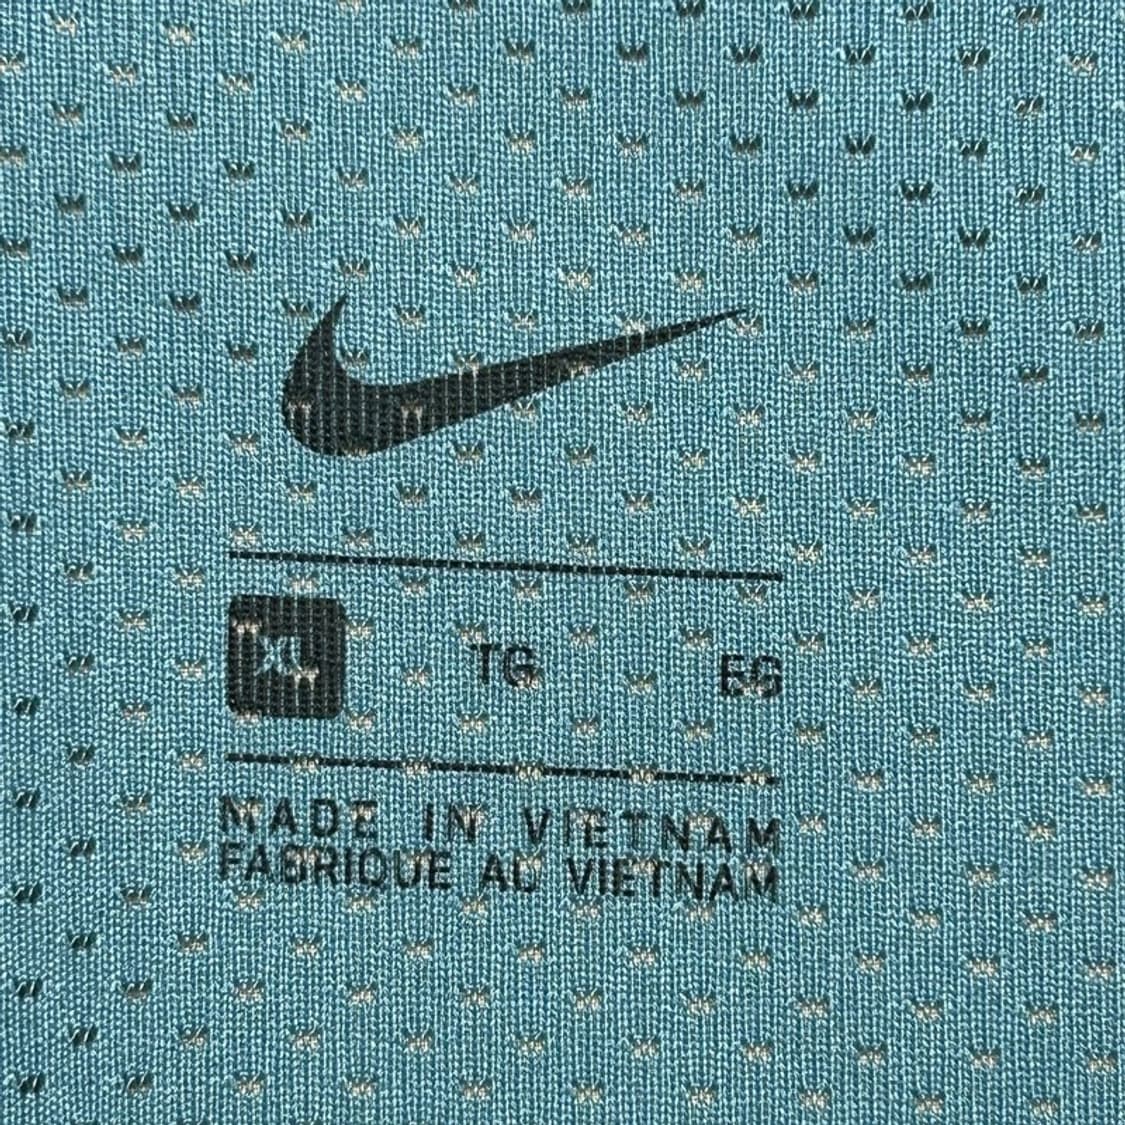 XL TG EG
MADE IN VIETNAM
FABRIQUE AU VIETNAM